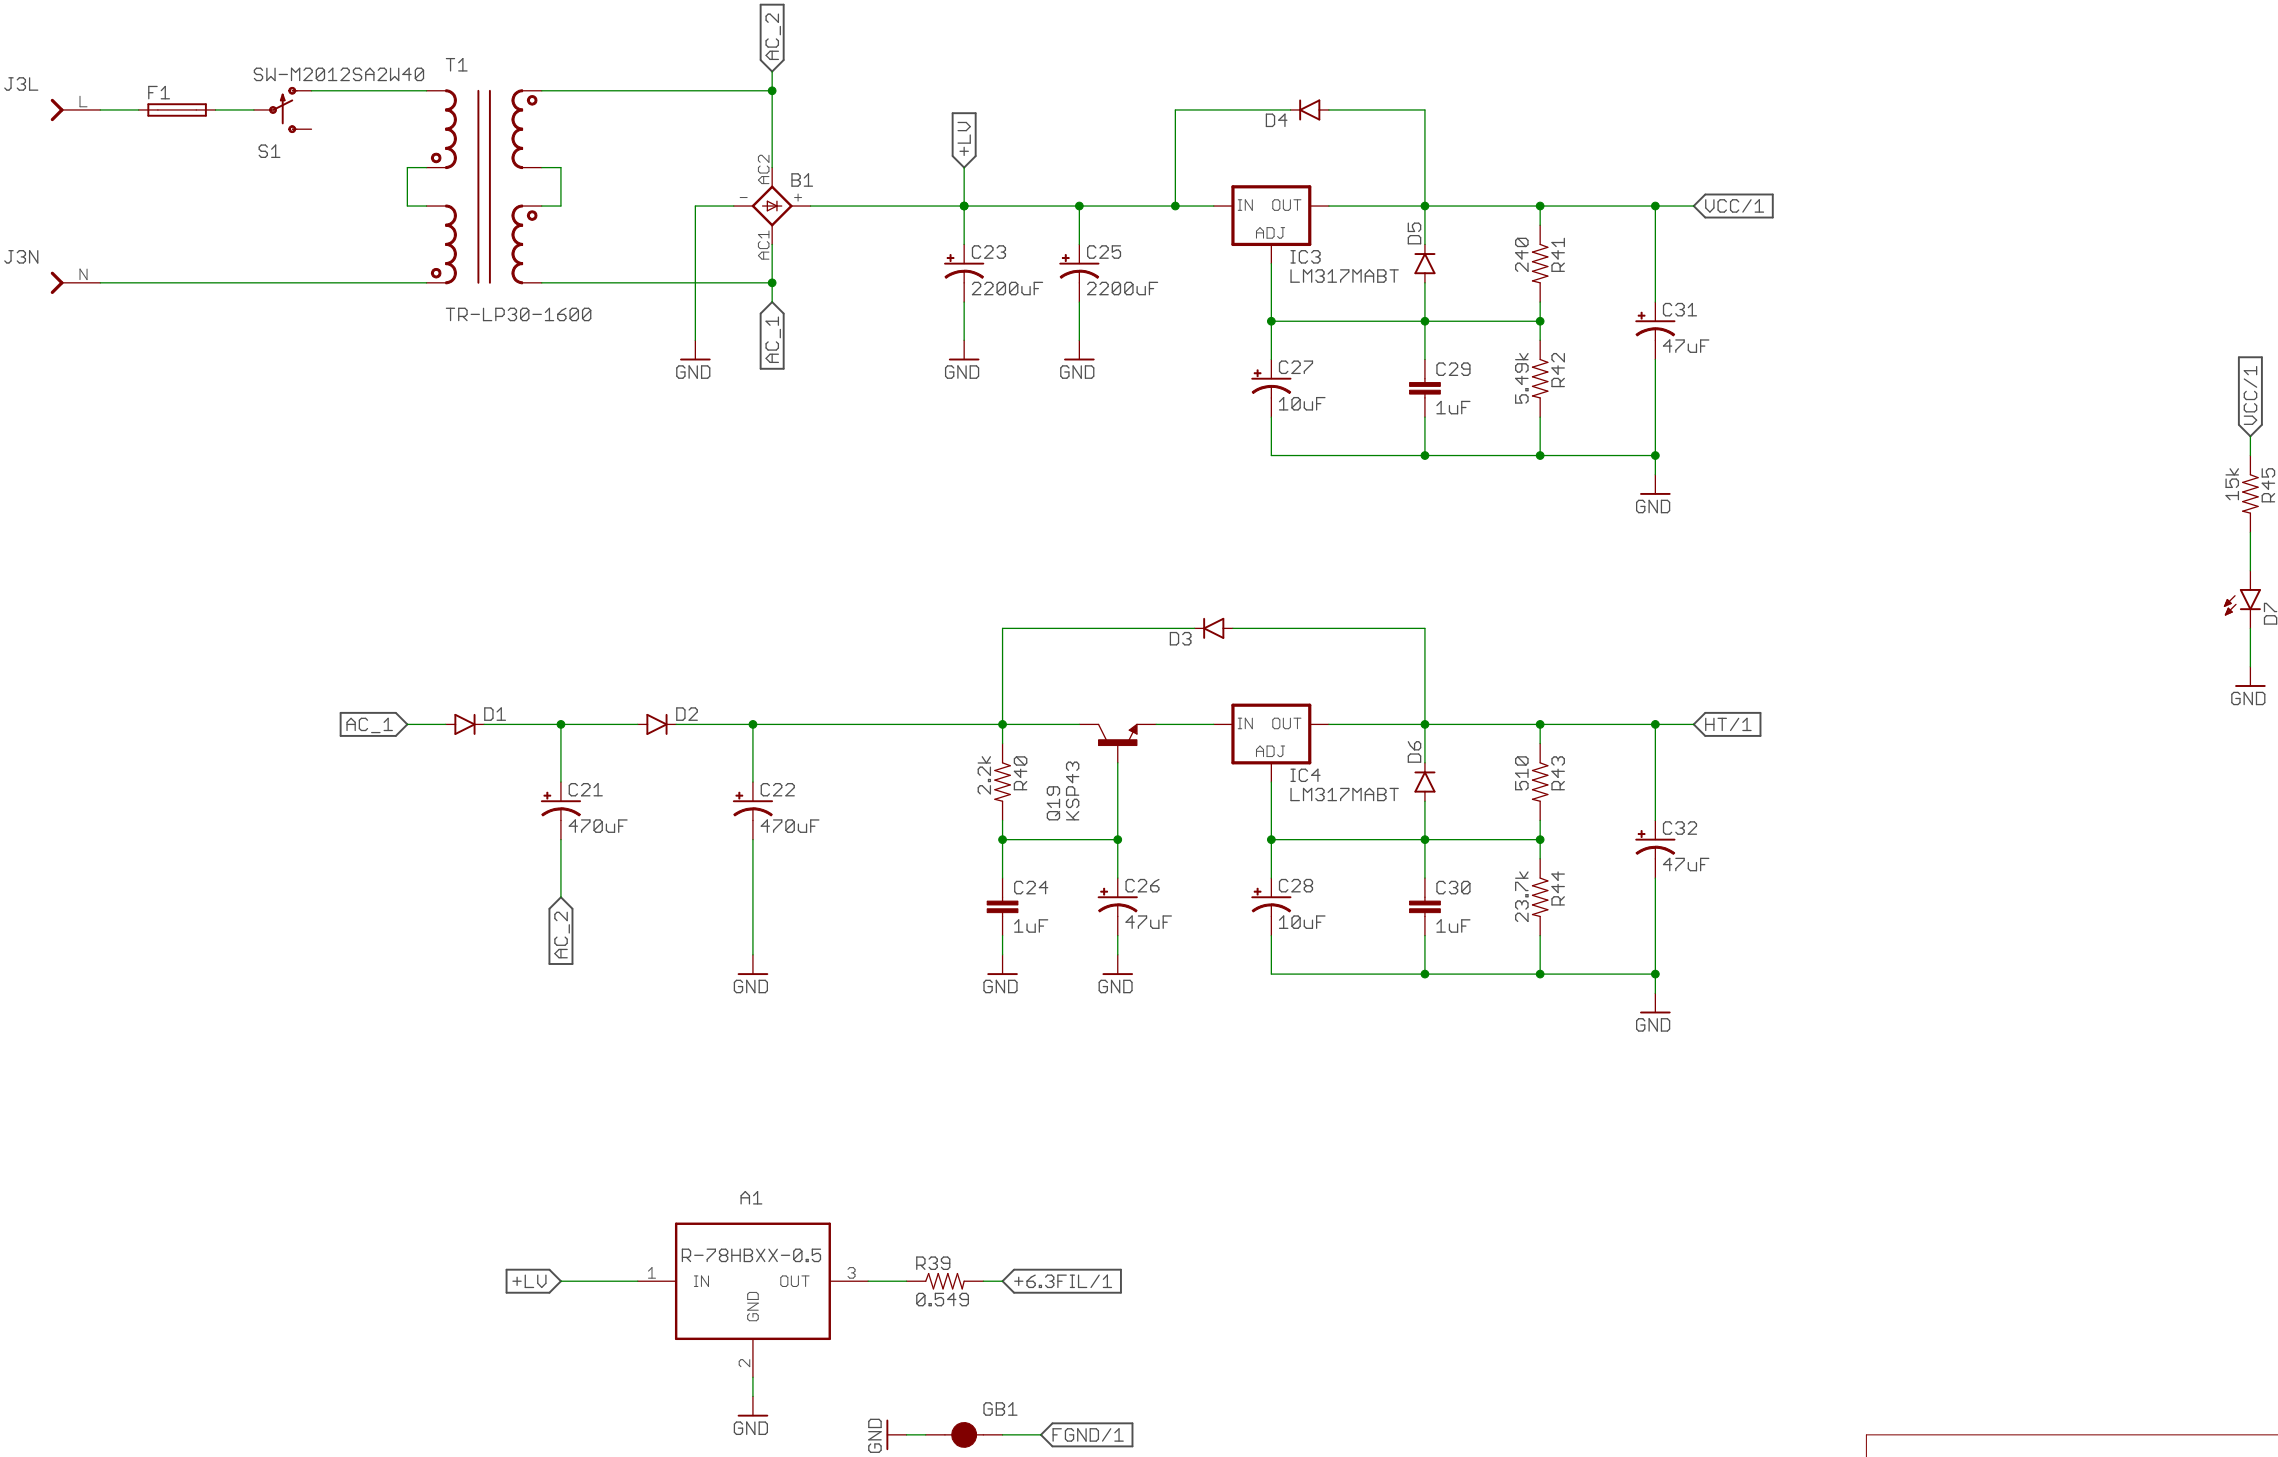 AC_2
J3L
L
F1
SW-M2012SA2W40
S1
T1
TR-LP30-1600
J3N
N
AC2
B1
-
+
AC1
AC_1
GND
+LV
C23
2200uF
GND
C25
2200uF
GND
D4
IN OUT
ADJ
IC3
LM317MABT
D5
240
R41
VCC/1
C27
10uF
C29
1uF
5.49k
R42
C31
47uF
GND
VCC/1
15k
R45
D7
GND
D3
AC_1
D1
D2
C21
470uF
AC_2
C22
470uF
GND
2.2k
R40
Q19
KSP43
C24
1uF
GND
C26
47uF
GND
IN OUT
ADJ
IC4
LM317MABT
D6
510
R43
HT/1
C28
10uF
C30
1uF
23.7k
R44
C32
47uF
GND
A1
R-78HBXX-0.5
+LV
1
IN
OUT
GND
3
2
GND
R39
0.549
+6.3FIL/1
GND
GB1
FGND/1